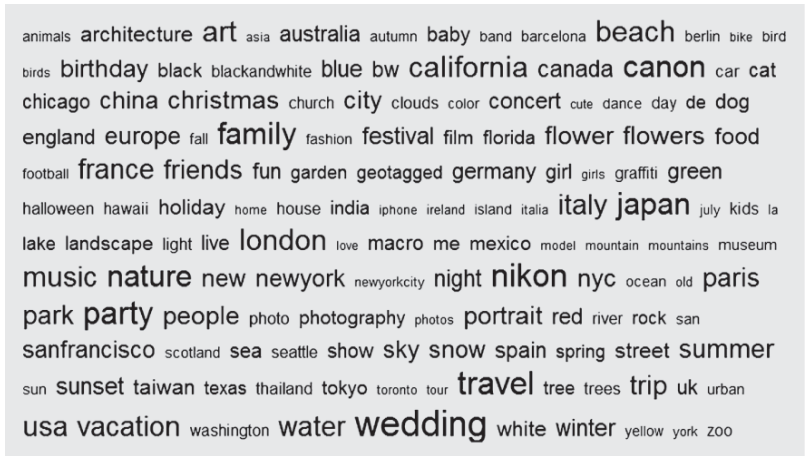 animals architecture art asia australia autumn baby band barcelona beach berlin bike bird
birds birthday black blackandwhite blue bw california canada canon car cat
chicago china christmas church city clouds color concert cute dance day de dog
england europe fall family fashion festival film florida flower flowers food
football france friends fun garden geotagged germany girl girls graffiti green
halloween hawaii holiday home house india iphone ireland island italia italy japan july kids la
lake landscape light live london love macro me mexico model mountain mountains museum
music nature new newyork newyorkcity night nikon nyc ocean old paris
park party people photo photography photos portrait red river rock san
sanfrancisco scotland sea seattle show sky snow spain spring street summer
sun sunset taiwan texas thailand tokyo toronto tour travel tree trees trip uk urban
usa vacation washington water wedding white winter yellow york zoo